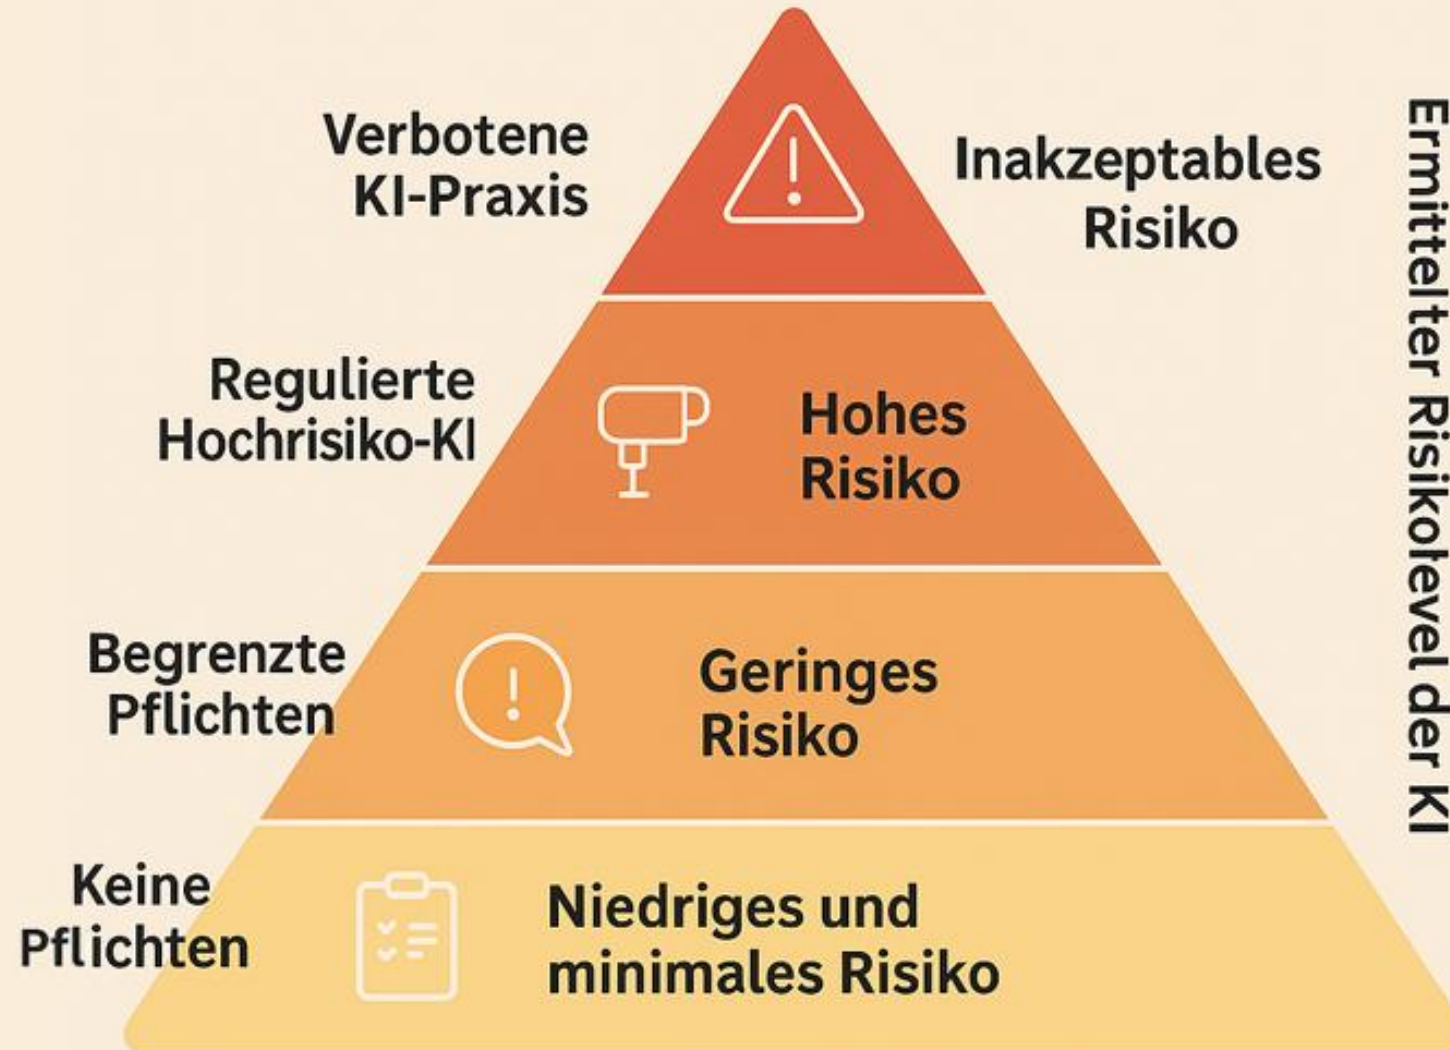 Verbotene
KI-Praxis
Inakzeptables
Risiko
Regulierte
Hochrisiko-KI
Hohes
Risiko
Begrenzte
Pflichten
Geringes
Risiko
Keine
Pflichten
Niedriges und
minimales Risiko
Ermittelter Risikolevel der KI